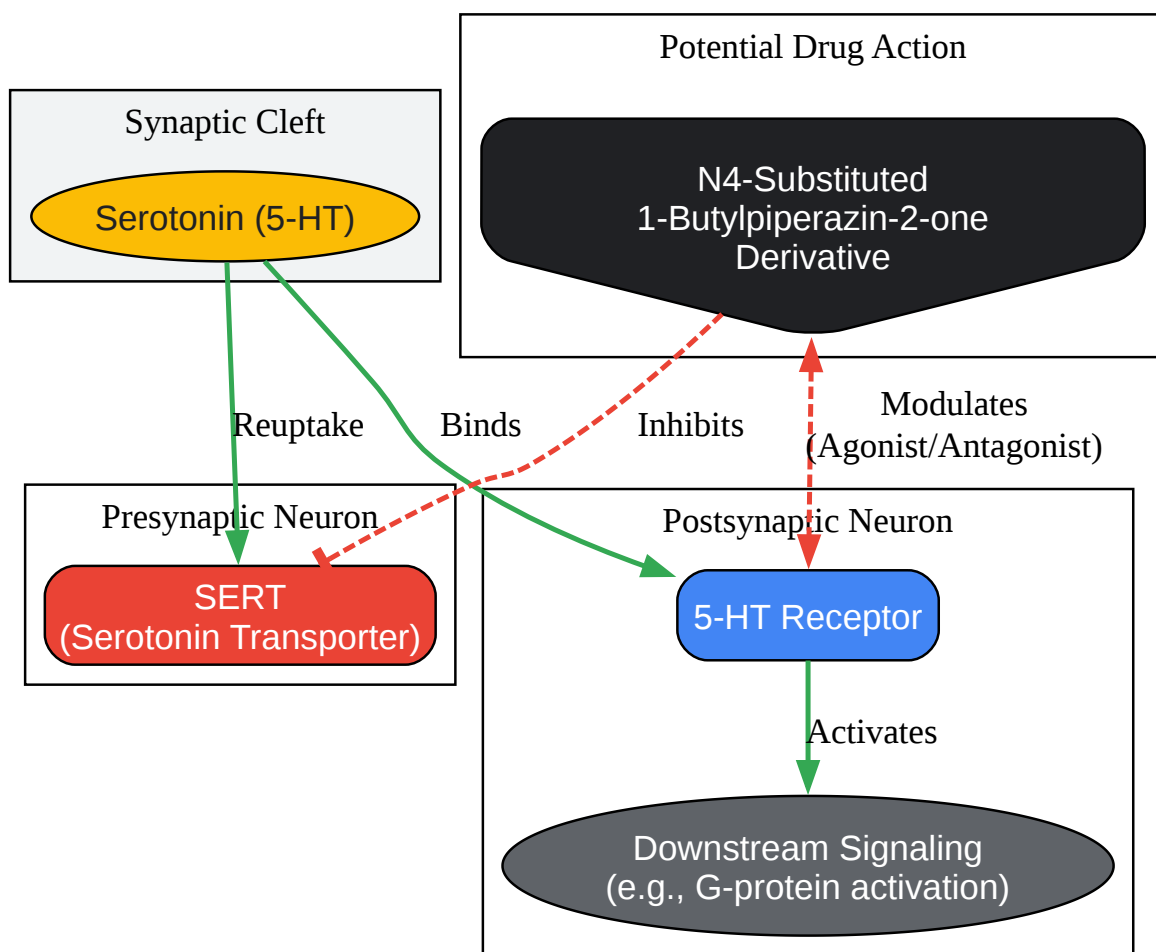 Potential Drug Action
Synaptic Cleft
N4-Substituted
1-Butylpiperazin-2-one
Derivative
Serotonin (5-HT)
Reuptake
Binds
Inhibits
Modulates
(Agonist/Antagonist)
Presynaptic Neuron
Postsynaptic Neuron
SERT
(Serotonin Transporter)
5-HT Receptor
Activates
Downstream Signaling
(e.g., G-protein activation)